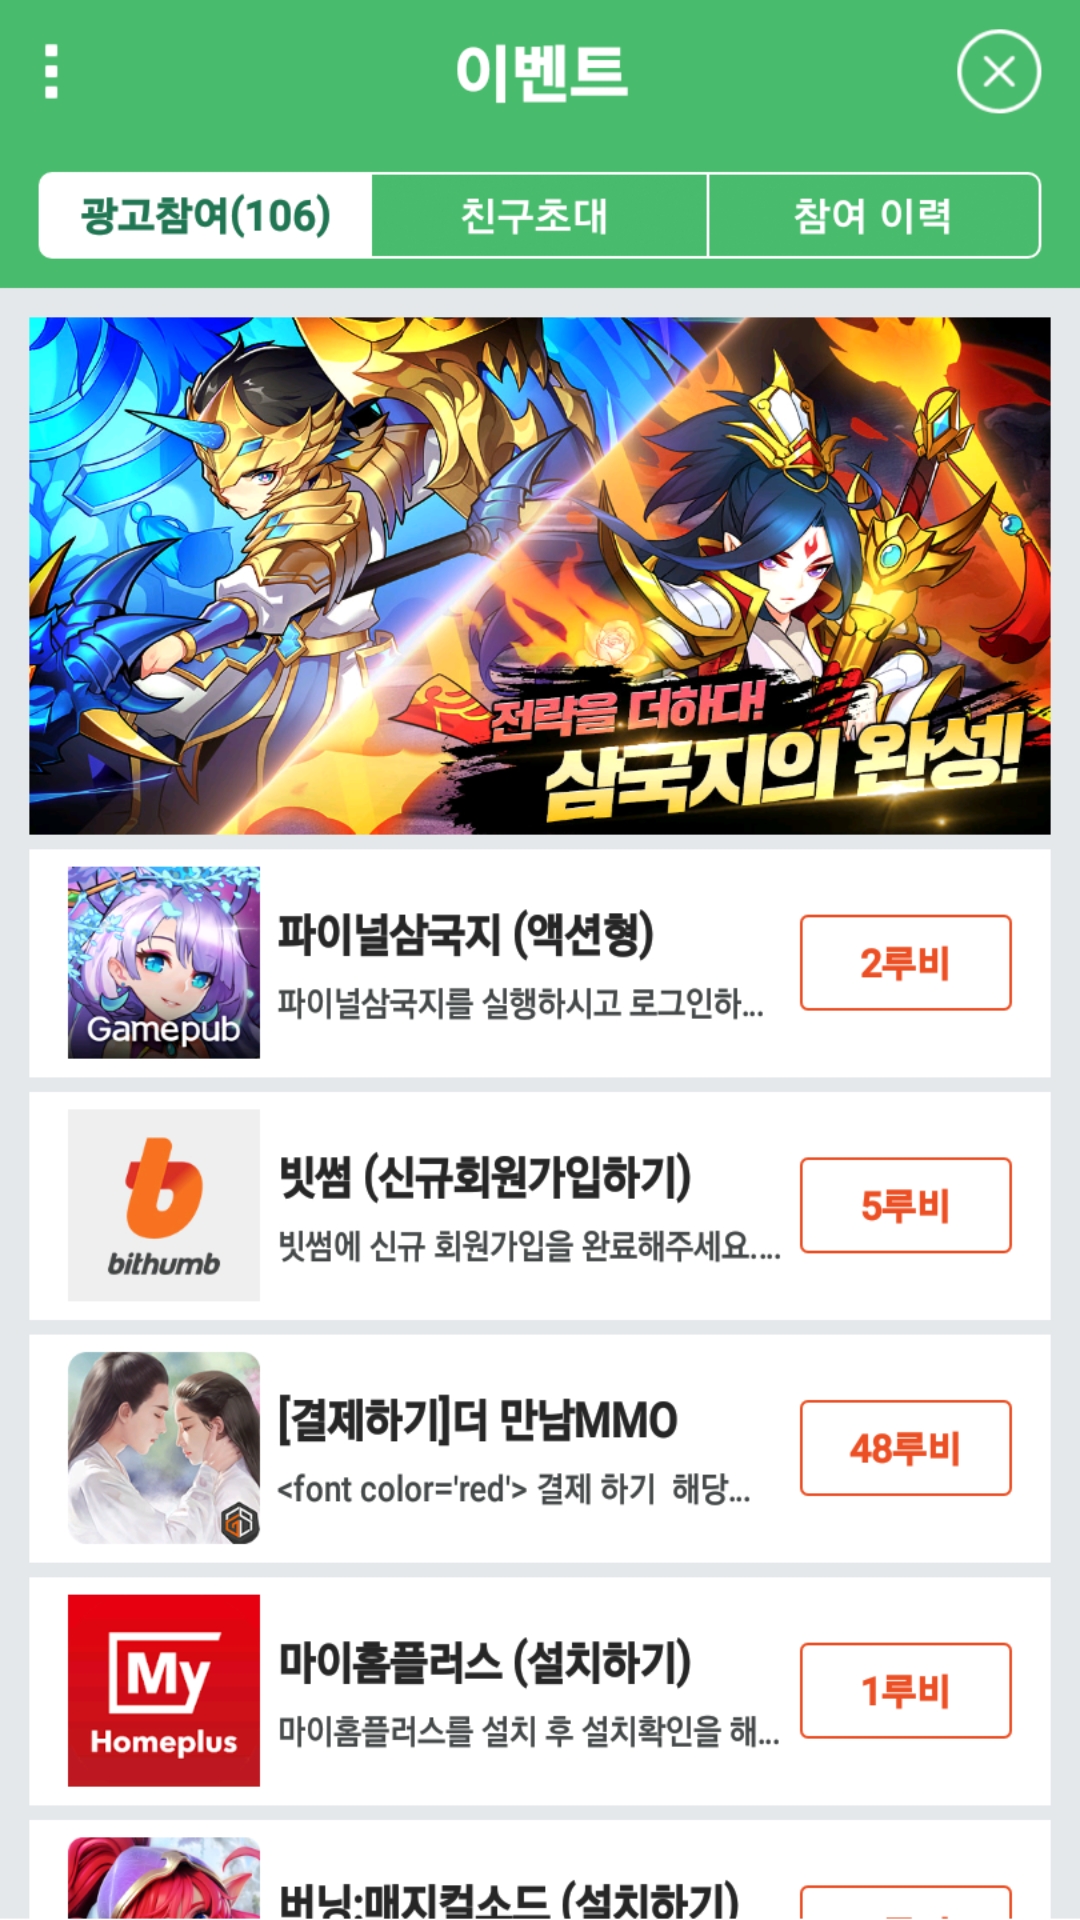 이벤트
광고참여(106)
친구초대
참여 이력
전략을 더하다!
삼국지의 완성!
Gamepub
파이널삼국지 (액션형)
파이널삼국지를 실행하시고 로그인하...
2루비
bithumb
빗썸 (신규회원가입하기)
빗썸에 신규 회원가입을 완료해주세요....
5루비
[결제하기]더 만남MMO
<font color='red'> 결제 하기  해당...
48루비
My
Homeplus
마이홈플러스 (설치하기)
마이홈플러스를 설치 후 설치확인을 해...
1루비
버닝:매지컬소드 (설치하기)